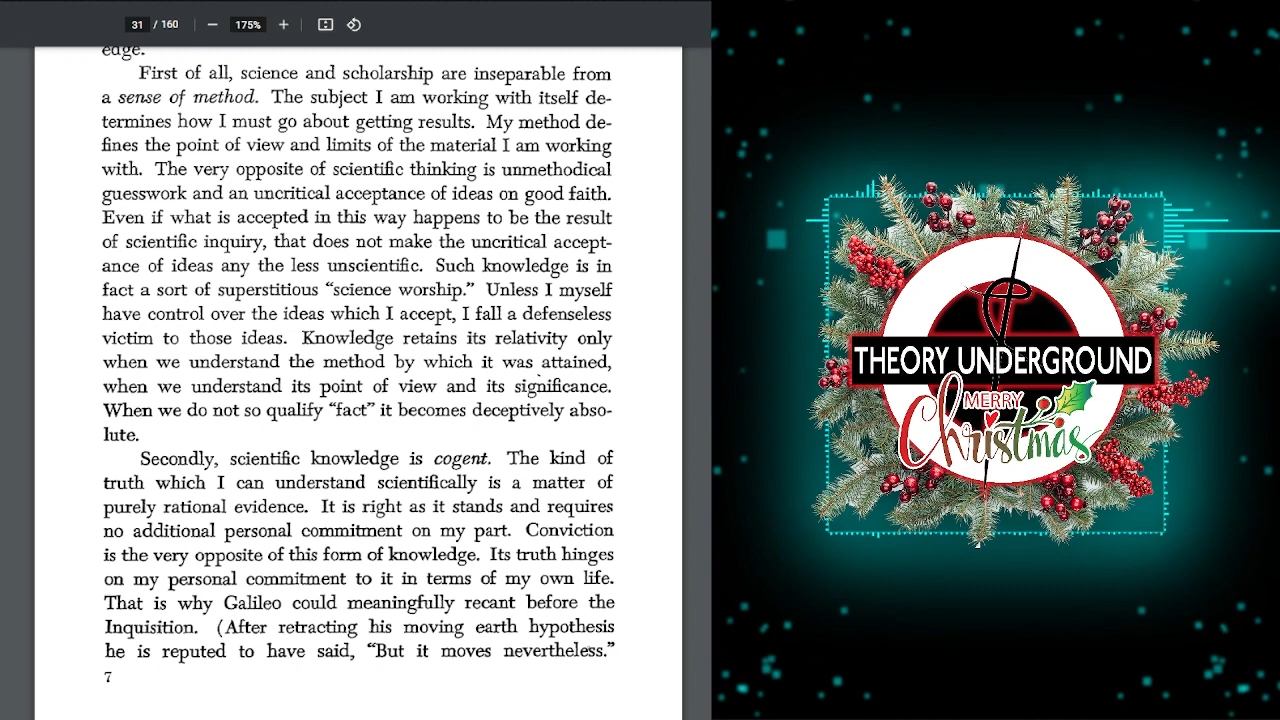 31 / 160
175%
edge.
First of all, science and scholarship are inseparable from
a sense of method. The subject I am working with itself de-
termines how I must go about getting results. My method de-
fines the point of view and limits of the material I am working
with. The very opposite of scientific thinking is unmethodical
guesswork and an uncritical acceptance of ideas on good faith.
Even if what is accepted in this way happens to be the result
of scientific inquiry, that does not make the uncritical accept-
ance of ideas any the less unscientific. Such knowledge is in
fact a sort of superstitious “science worship.” Unless I myself
have control over the ideas which I accept, I fall a defenseless
victim to those ideas. Knowledge retains its relativity only
when we understand the method by which it was attained,
when we understand its point of view and its significance.
When we do not so qualify “fact” it becomes deceptively abso-
lute.
Secondly, scientific knowledge is cogent. The kind of
truth which I can understand scientifically is a matter of
purely rational evidence. It is right as it stands and requires
no additional personal commitment on my part. Conviction
is the very opposite of this form of knowledge. Its truth hinges
on my personal commitment to it in terms of my own life.
That is why Galileo could meaningfully recant before the
Inquisition. (After retracting his moving earth hypothesis
he is reputed to have said, “But it moves nevertheless.”
7
THEORY UNDERGROUND
MERRY
Christmas